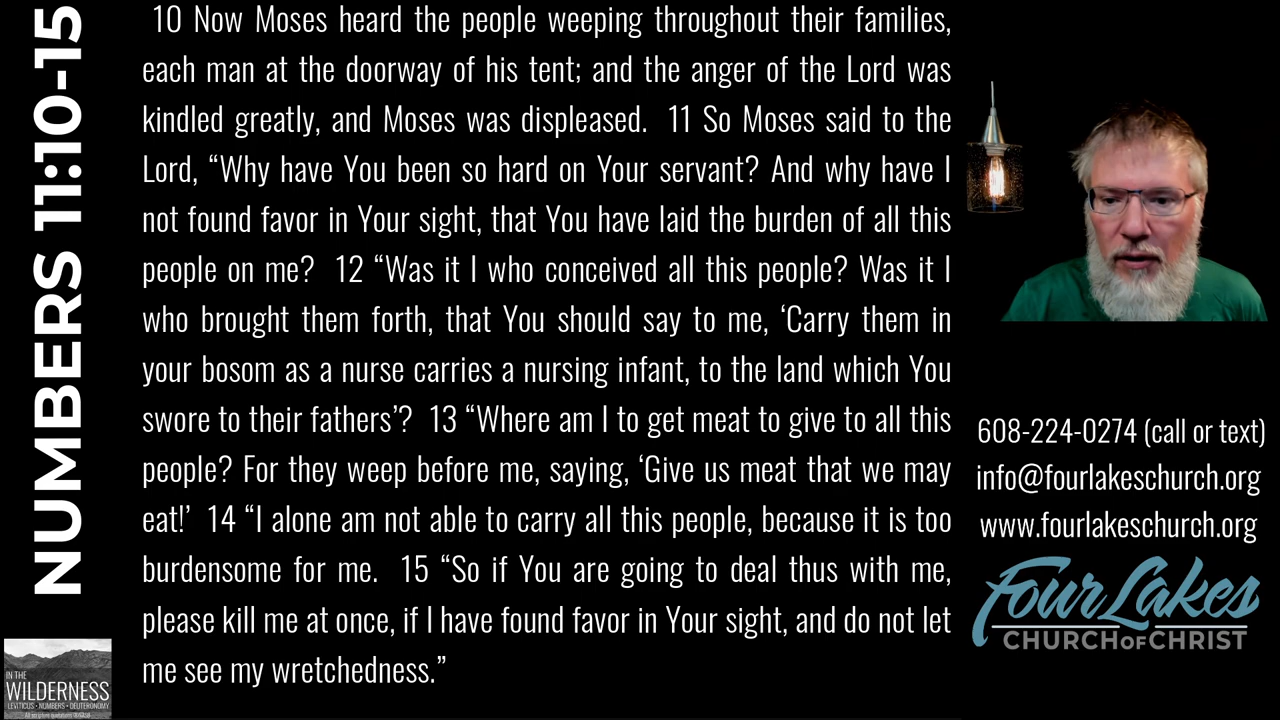 NUMBERS 11:10-15
10 Now Moses heard the people weeping throughout their families,
each man at the doorway of his tent; and the anger of the Lord was
kindled greatly, and Moses was displeased. 11 So Moses said to the
Lord, “Why have You been so hard on Your servant? And why have I
not found favor in Your sight, that You have laid the burden of all this
people on me? 12 “Was it I who conceived all this people? Was it I
who brought them forth, that You should say to me, ‘Carry them in
your bosom as a nurse carries a nursing infant, to the land which You
swore to their fathers’? 13 “Where am I to get meat to give to all this
people? For they weep before me, saying, ‘Give us meat that we may
eat!’ 14 “I alone am not able to carry all this people, because it is too
burdensome for me. 15 “So if You are going to deal thus with me,
please kill me at once, if I have found favor in Your sight, and do not let
me see my wretchedness.”
608-224-0274 (call or text)
info@fourlakeschurch.org
www.fourlakeschurch.org
Four Lakes
CHURCH OF CHRIST
IN THE
WILDERNESS
LEVITICUS • NUMBERS • DEUTERONOMY